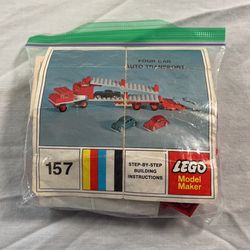 FOUR CAR
AUTO TRANSPORT
157
STEP-BY-STEP
BUILDING
INSTRUCTIONS
LEGO
Model
Maker